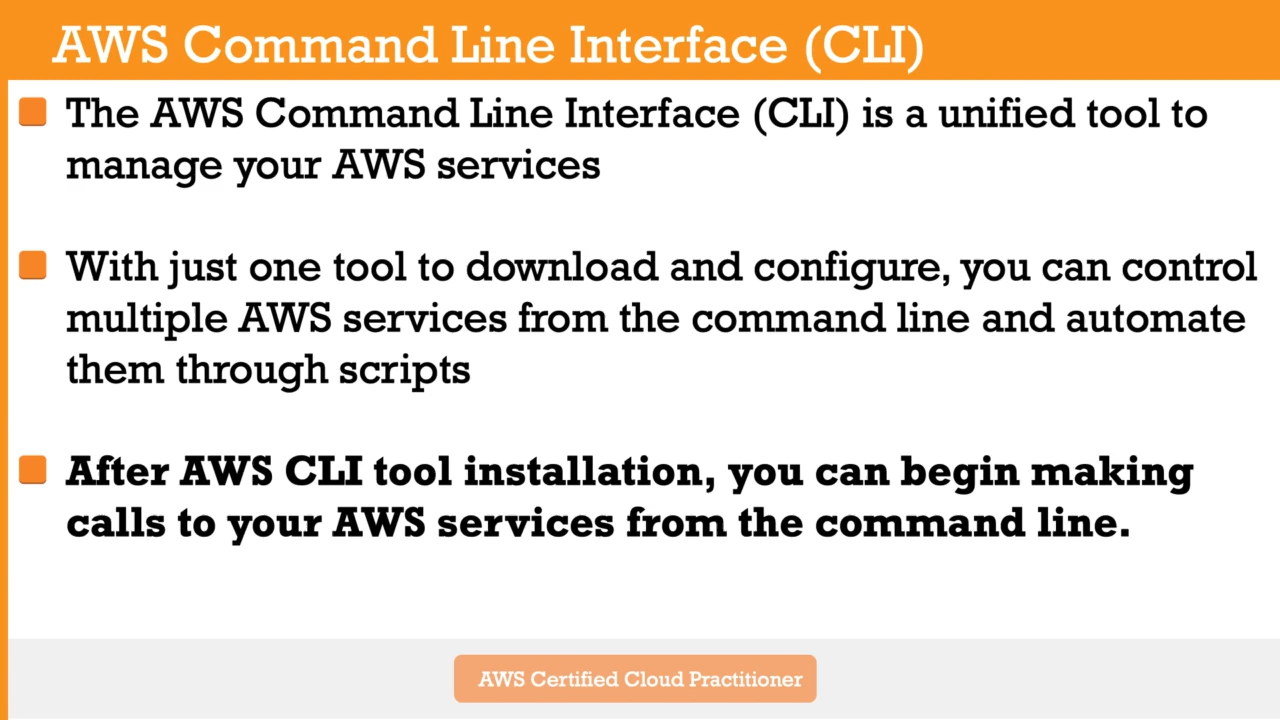 AWS Command Line Interface (CLI)
The AWS Command Line Interface (CLI) is a unified tool to
manage your AWS services
With just one tool to download and configure, you can control
multiple AWS services from the command line and automate
them through scripts
After AWS CLI tool installation, you can begin making
calls to your AWS services from the command line.
AWS Certified Cloud Practitioner